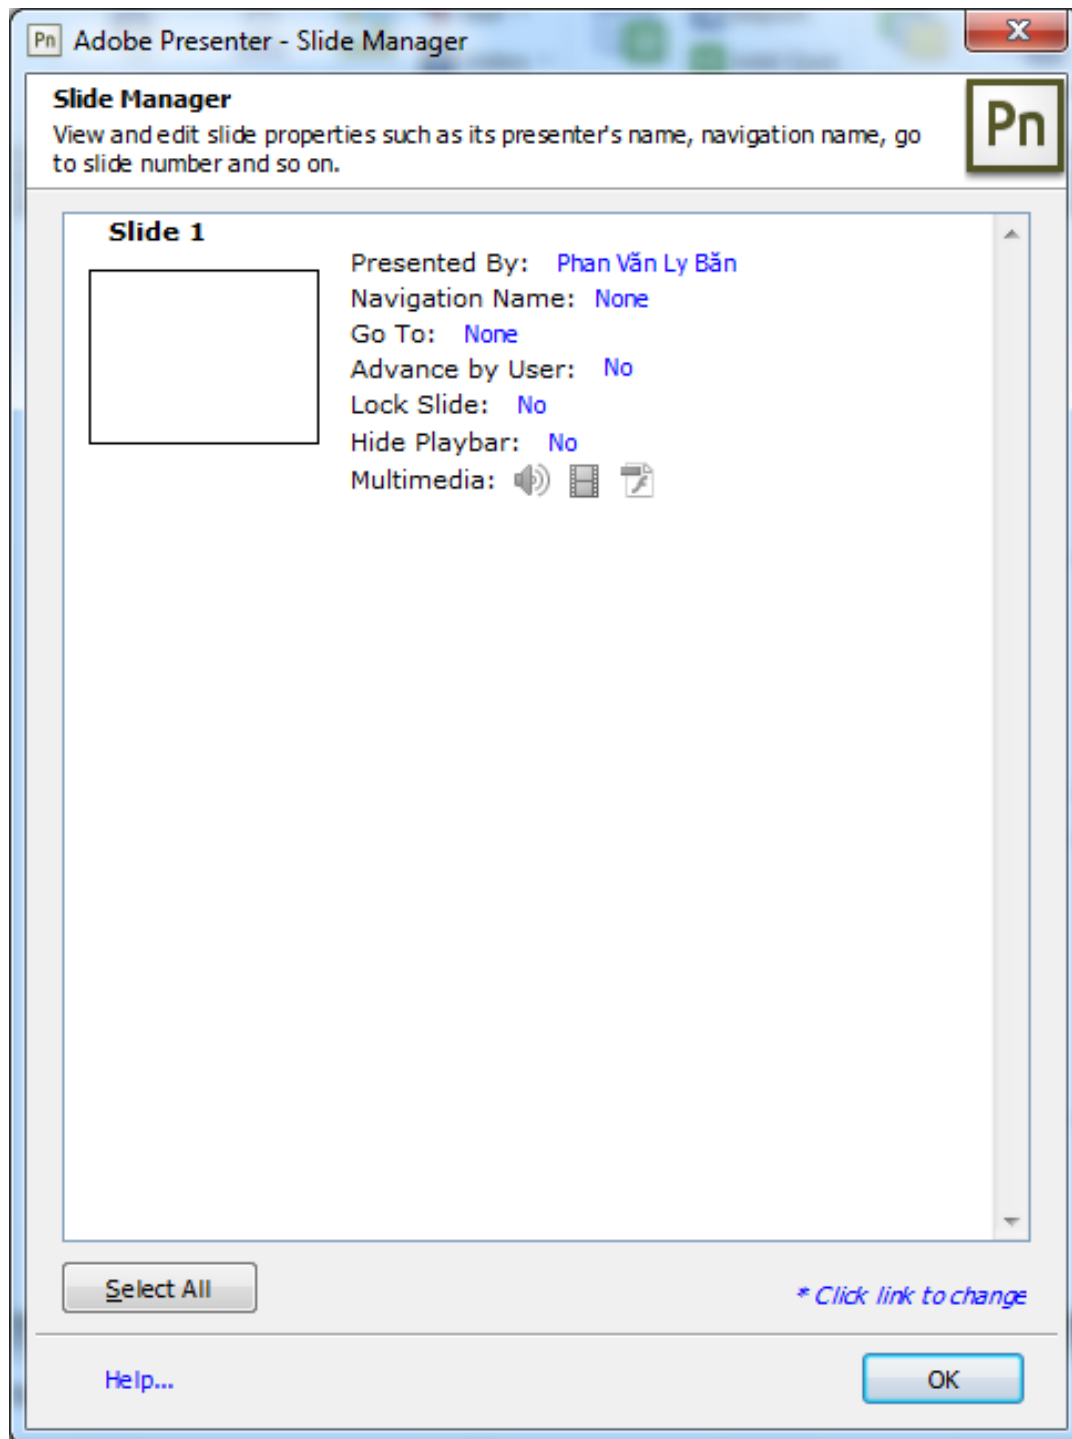 Pn Adobe Presenter - Slide Manager
Slide Manager
View and edit slide properties such as its presenter's name, navigation name, go
to slide number and so on.
Pn
Slide 1
Presented By: Phan Văn Ly Băn
Navigation Name: None
Go To: None
Advance by User: No
Lock Slide: No
Hide Playbar: No
Multimedia:
Select All
* Click link to change
Help...
OK